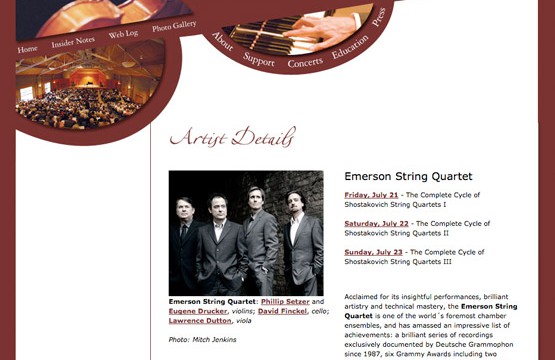 Home
Insider Notes
Web Log
Photo Gallery
About
Support
Concerts
Education
Press
Artist Details
Emerson String Quartet: Phillip Setzer and
Eugene Drucker, violins; David Finckel, cello;
Lawrence Dutton, viola
Photo: Mitch Jenkins
Emerson String Quartet
Friday, July 21 - The Complete Cycle of
Shostakovich String Quartets I
Saturday, July 22 - The Complete Cycle of
Shostakovich String Quartets II
Sunday, July 23 - The Complete Cycle of
Shostakovich String Quartets III
Acclaimed for its insightful performances, brilliant
artistry and technical mastery, the Emerson String
Quartet is one of the world`s foremost chamber
ensembles, and has amassed an impressive list of
achievements: a brilliant series of recordings
exclusively documented by Deutsche Grammophon
since 1987, six Grammy Awards including two